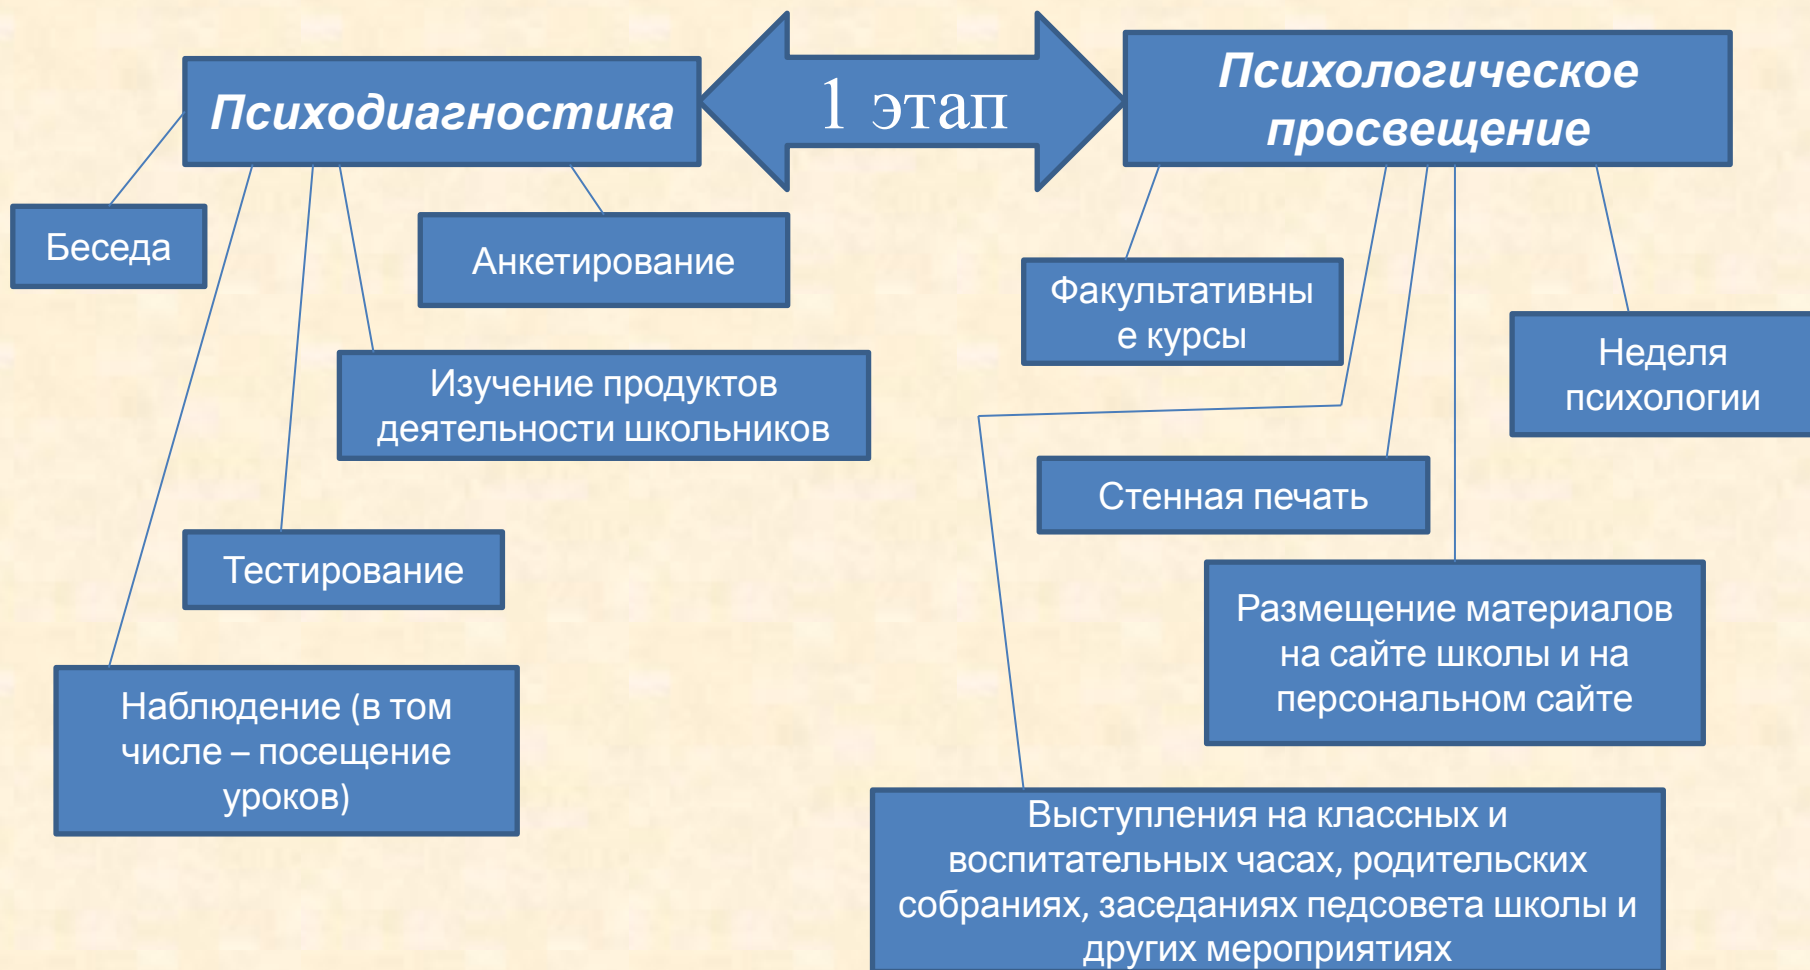 Психодиагностика
1 этап
Психологическое
просвещение
Беседа
Анкетирование
Изучение продуктов
деятельности школьников
Тестирование
Наблюдение (в том
числе – посещение
уроков)
Факультативны
е курсы
Неделя
психологии
Стенная печать
Размещение материалов
на сайте школы и на
персональном сайте
Выступления на классных и
воспитательных часах, родительских
собраниях, заседаниях педсовета школы и
других мероприятиях